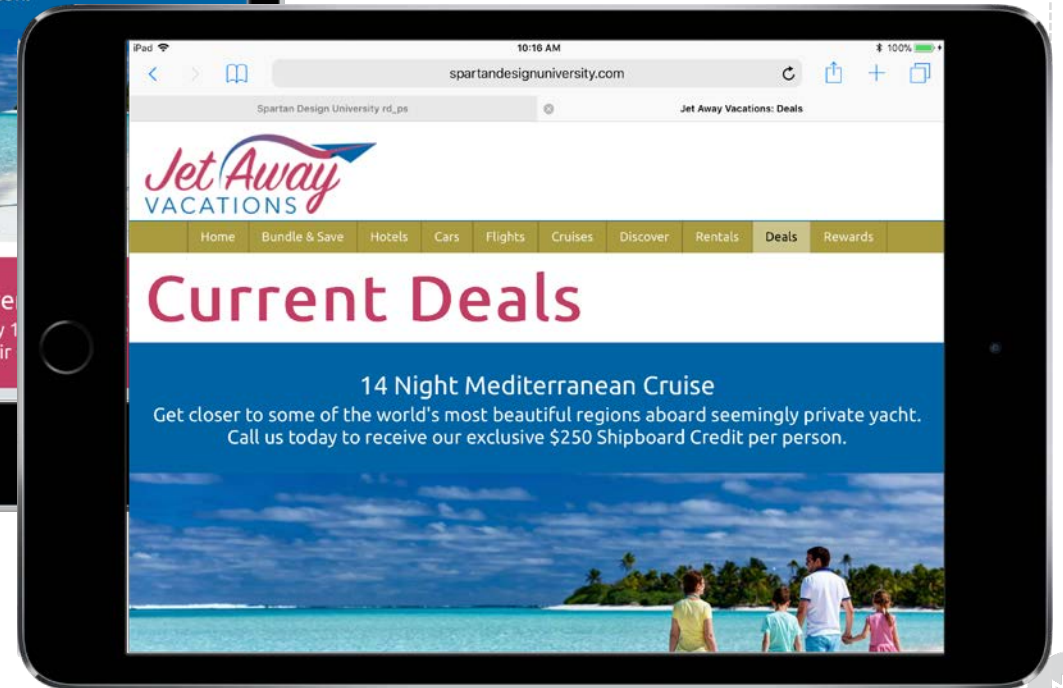 iPad 10:16 AM 100%
spartandesignuniversity.com
Spartan Design University rd_ps Jet Away Vacations: Deals
Jet Away
VACATIONS
Home Bundle & Save Hotels Cars Flights Cruises Discover Rentals Deals Rewards
Current Deals
14 Night Mediterranean Cruise
Get closer to some of the world's most beautiful regions aboard seemingly private yacht.
Call us today to receive our exclusive $250 Shipboard Credit per person.